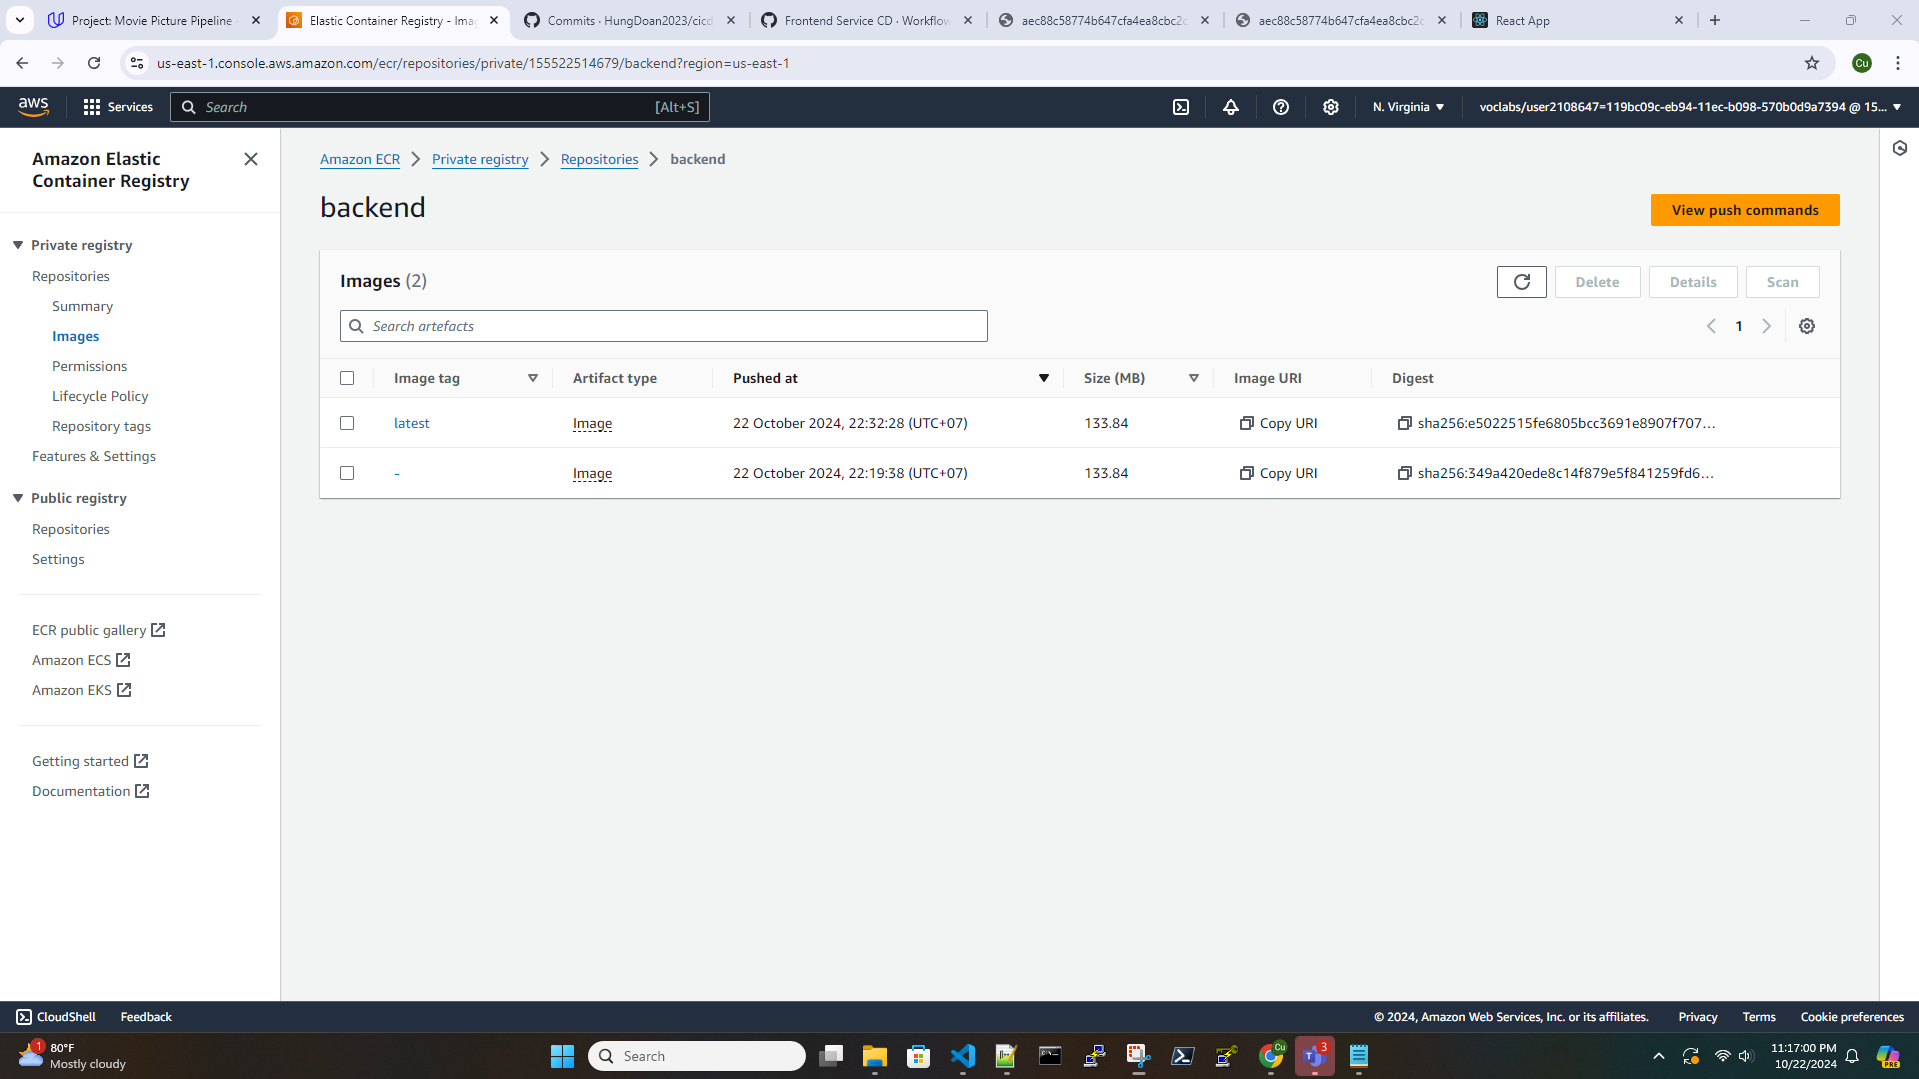 Project: Movie Picture Pipeline -
Elastic Container Registry - Ima
Commits · HungDoan2023/cicd
Frontend Service CD · Workflow
aec88c58774b647cfa4ea8cbc2c
aec88c58774b647cfa4ea8cbc2c
React App
us-east-1.console.aws.amazon.com/ecr/repositories/private/155522514679/backend?region=us-east-1
Cu
aws
Services
Search
[Alt+S]
N. Virginia
voclabs/user2108647=119bc09c-eb94-11ec-b098-570b0d9a7394 @ 15...
Amazon Elastic
Container Registry
Private registry
Repositories
Summary
Images
Permissions
Lifecycle Policy
Repository tags
Features & Settings
Public registry
Repositories
Settings
ECR public gallery
Amazon ECS
Amazon EKS
Getting started
Documentation
Amazon ECR
Private registry
Repositories
backend
backend
View push commands
Images (2)
Delete
Details
Scan
Search artefacts
1
Image tag
Artifact type
Pushed at
Size (MB)
Image URI
Digest
latest
Image
22 October 2024, 22:32:28 (UTC+07)
133.84
Copy URI
sha256:e5022515fe6805bcc3691e8907f707...
-
Image
22 October 2024, 22:19:38 (UTC+07)
133.84
Copy URI
sha256:349a420ede8c14f879e5f841259fd6...
CloudShell
Feedback
© 2024, Amazon Web Services, Inc. or its affiliates.
Privacy
Terms
Cookie preferences
1
80°F
Mostly cloudy
Search
Cu
3
11:17:00 PM
10/22/2024
PRE